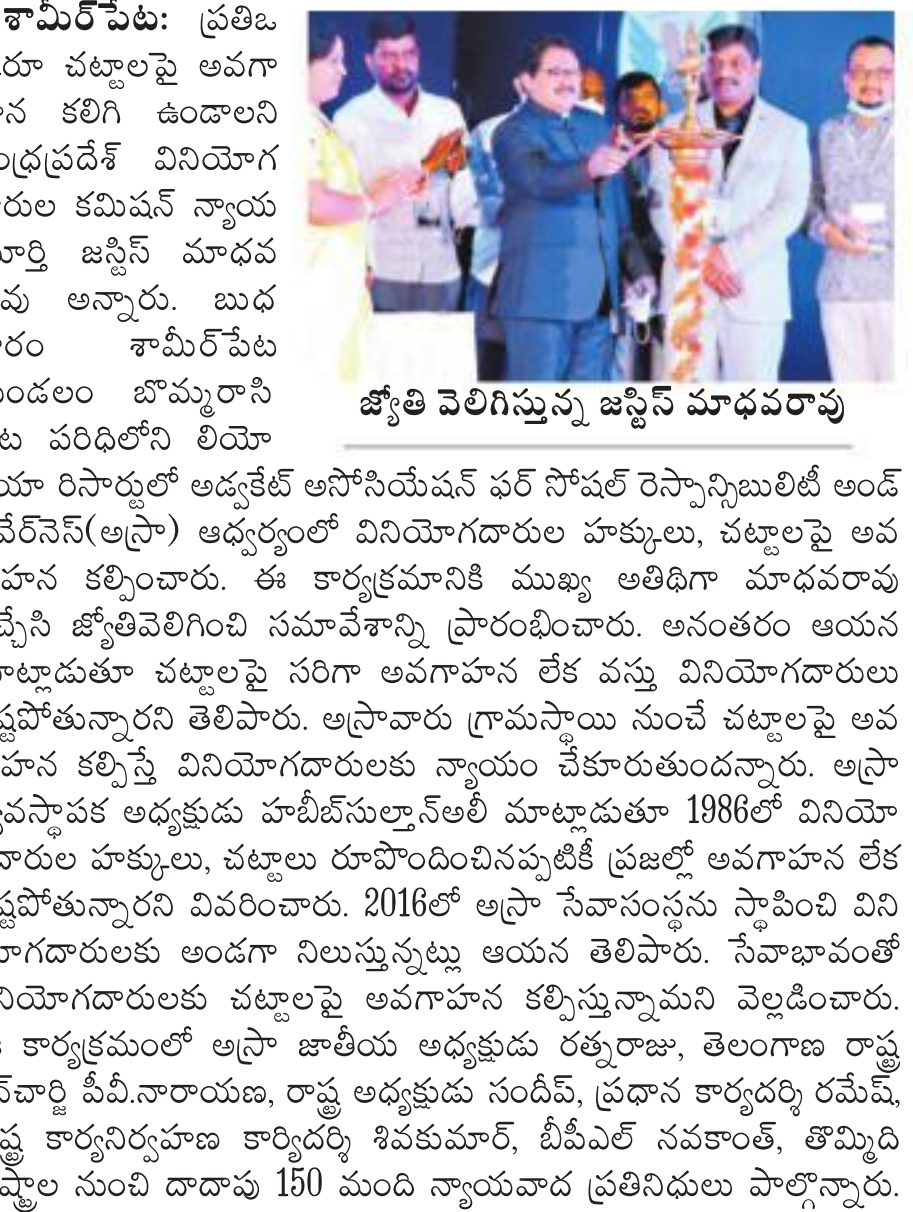 శామీర్‌పేట: ప్రతిఒ
రూ చట్టాలపై అవగా
న కలిగి ఉండాలని
ంధ్రప్రదేశ్ వినియోగ
రుల కమిషన్ న్యాయ
ూర్తి జస్టిస్ మాధవ
వు అన్నారు. బుధ
రం శామీర్‌పేట
ండలం బొమ్మరాసి
ట పరిధిలోని లియో
జ్యోతి వెలిగిస్తున్న జస్టిస్ మాధవరావు
యా రిసార్టులో అడ్వకేట్ అసోసియేషన్ ఫర్ సోషల్ రెస్పాన్సిబులిటీ అండ్
వేర్‌నెస్(అస్రా) ఆధ్వర్యంలో వినియోగదారుల హక్కులు, చట్టాలపై అవ
హన కల్పించారు. ఈ కార్యక్రమానికి ముఖ్య అతిథిగా మాధవరావు
చ్చేసి జ్యోతివెలిగించి సమావేశాన్ని ప్రారంభించారు. అనంతరం ఆయన
ాట్లాడుతూ చట్టాలపై సరిగా అవగాహన లేక వస్తు వినియోగదారులు
ష్టపోతున్నారని తెలిపారు. అస్రావారు గ్రామస్థాయి నుంచే చట్టాలపై అవ
హన కల్పిస్తే వినియోగదారులకు న్యాయం చేకూరుతుందన్నారు. అస్రా
్యవస్థాపక అధ్యక్షుడు హబీబ్‌సుల్తాన్‌అలీ మాట్లాడుతూ 1986లో వినియో
దారుల హక్కులు, చట్టాలు రూపొందించినప్పటికీ ప్రజల్లో అవగాహన లేక
ష్టపోతున్నారని వివరించారు. 2016లో అస్రా సేవాసంస్థను స్థాపించి విని
ూగదారులకు అండగా నిలుస్తున్నట్లు ఆయన తెలిపారు. సేవాభావంతో
నియోగదారులకు చట్టాలపై అవగాహన కల్పిస్తున్నామని వెల్లడించారు.
కార్యక్రమంలో అస్రా జాతీయ అధ్యక్షుడు రత్నరాజు, తెలంగాణ రాష్ట్ర
న్‌చార్జి పీవీ.నారాయణ, రాష్ట్ర అధ్యక్షుడు సందీప్, ప్రధాన కార్యదర్శి రమేష్,
ష్ట్ర కార్యనిర్వహణ కార్యిదర్శి శివకుమార్, బీపీఎల్ నవకాంత్, తొమ్మిది
ష్ట్రాల నుంచి దాదాపు 150 మంది న్యాయవాద ప్రతినిధులు పాల్గొన్నారు.